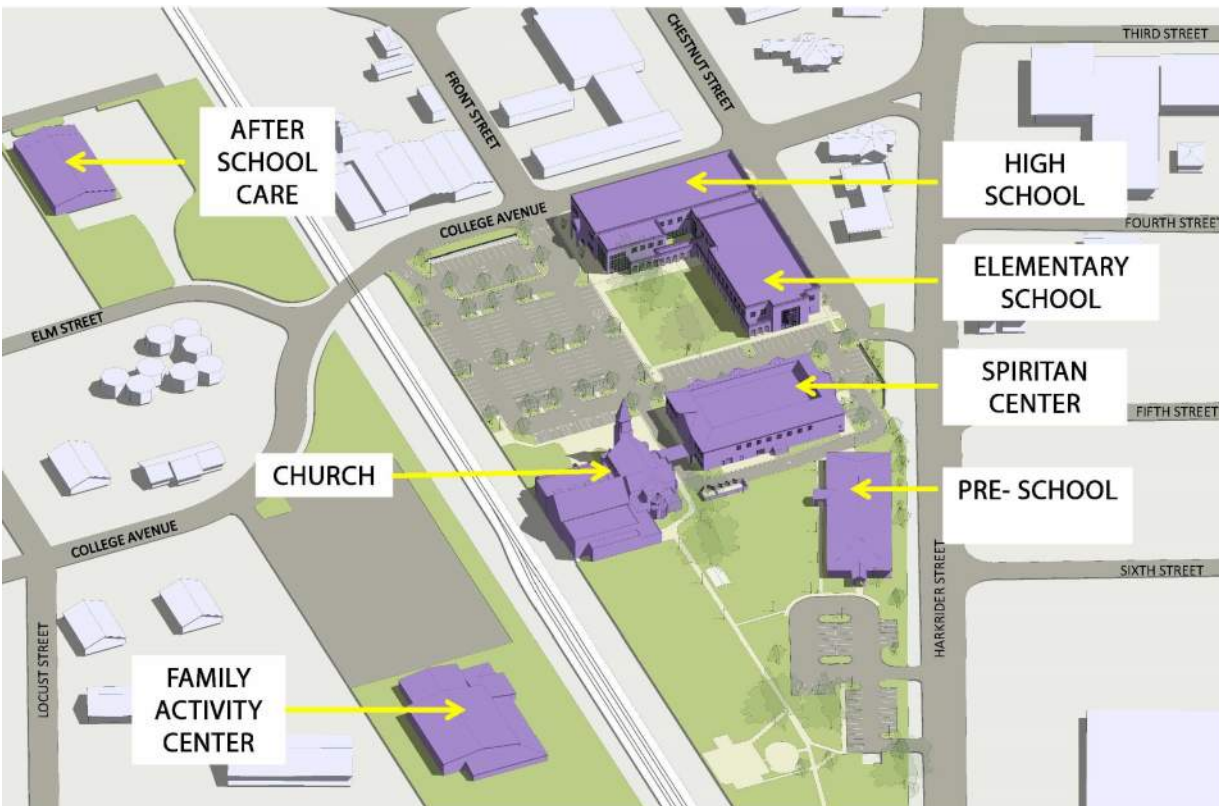 THIRD STREET
CHESTNUT STREET
FRONT STREET
AFTER
SCHOOL
CARE
HIGH
SCHOOL
COLLEGE AVENUE
FOURTH STREET
ELEMENTARY
SCHOOL
ELM STREET
SPIRITAN
CENTER
FIFTH STREET
CHURCH
PRE- SCHOOL
COLLEGE AVENUE
SIXTH STREET
HARKRIDER STREET
LOCUST STREET
FAMILY
ACTIVITY
CENTER